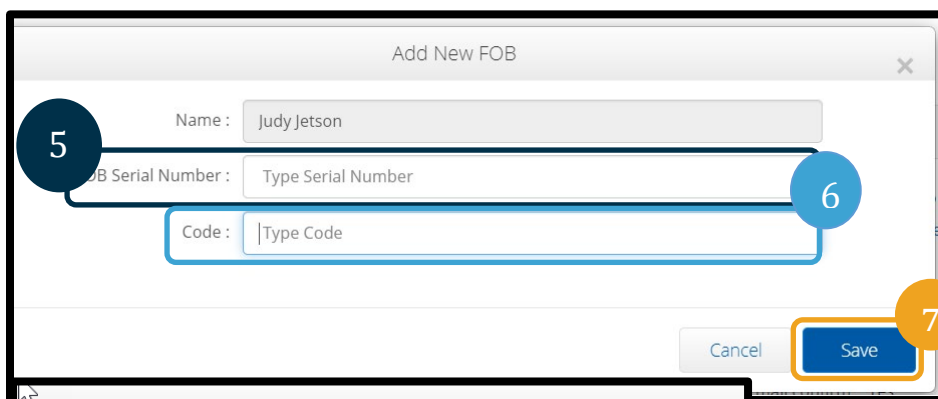 Add New FOB
×
Name : Judy Jetson
5
OB Serial Number : Type Serial Number
6
Code : Type Code
7
Cancel Save